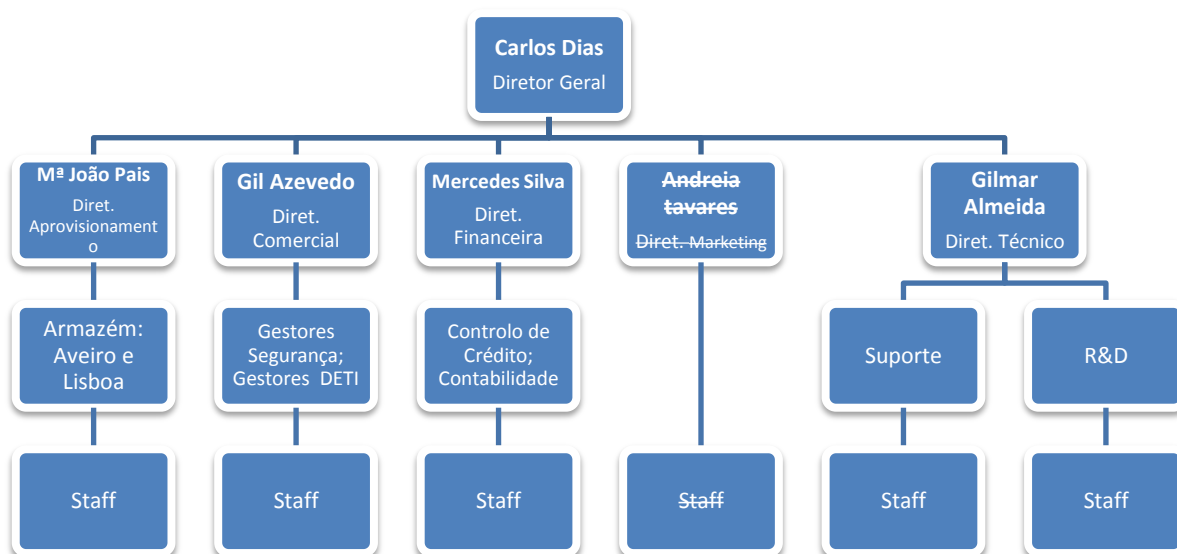 Carlos Dias
Diretor Geral
Mª João Pais
Diret.
Aprovisionament
o
Gil Azevedo
Diret.
Comercial
Mercedes Silva
Diret.
Financeira
Andreia
tavares
Diret. Marketing
Gilmar
Almeida
Diret. Técnico
Armazém:
Aveiro e
Lisboa
Gestores
Segurança;
Gestores DETI
Controlo de
Crédito;
Contabilidade
Suporte
R&D
Staff
Staff
Staff
Staff
Staff
Staff